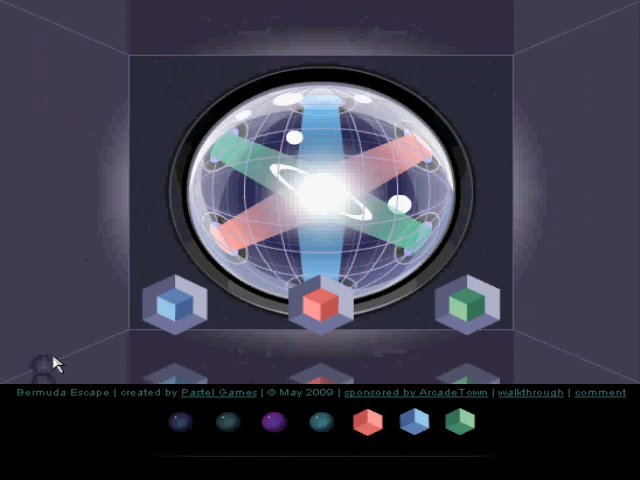 Bermuda Escape | created by Pastel Games | © May 2009 | sponsored by ArcadeTown | walkthrough | comment